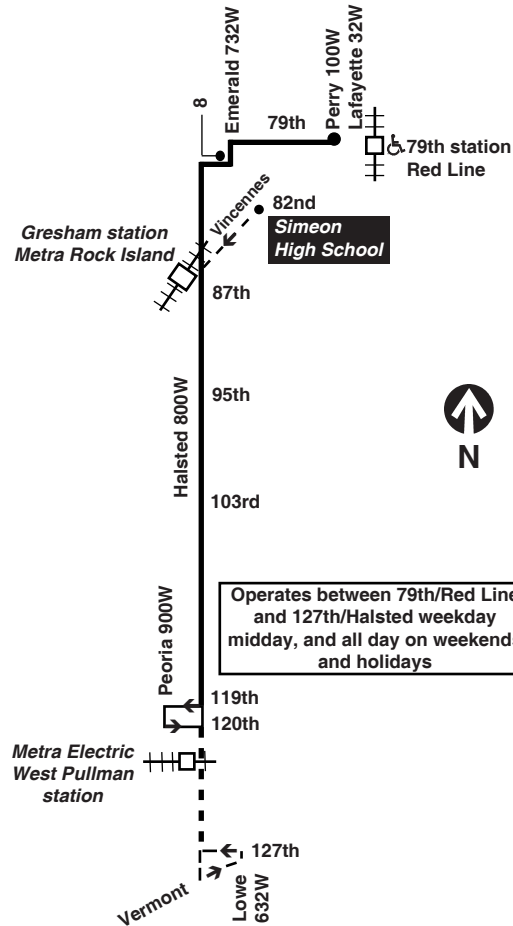 8
Emerald 732W
79th
Perry 100W
Lafayette 32W
79th station
Red Line
Vincennes
82nd
Simeon
High School
Gresham station
Metra Rock Island
87th
Halsted 800W
95th
N
103rd
Operates between 79th/Red Line
and 127th/Halsted weekday
midday, and all day on weekends
and holidays
Peoria 900W
119th
120th
Metra Electric
West Pullman
station
127th
Vermont
Lowe
632W